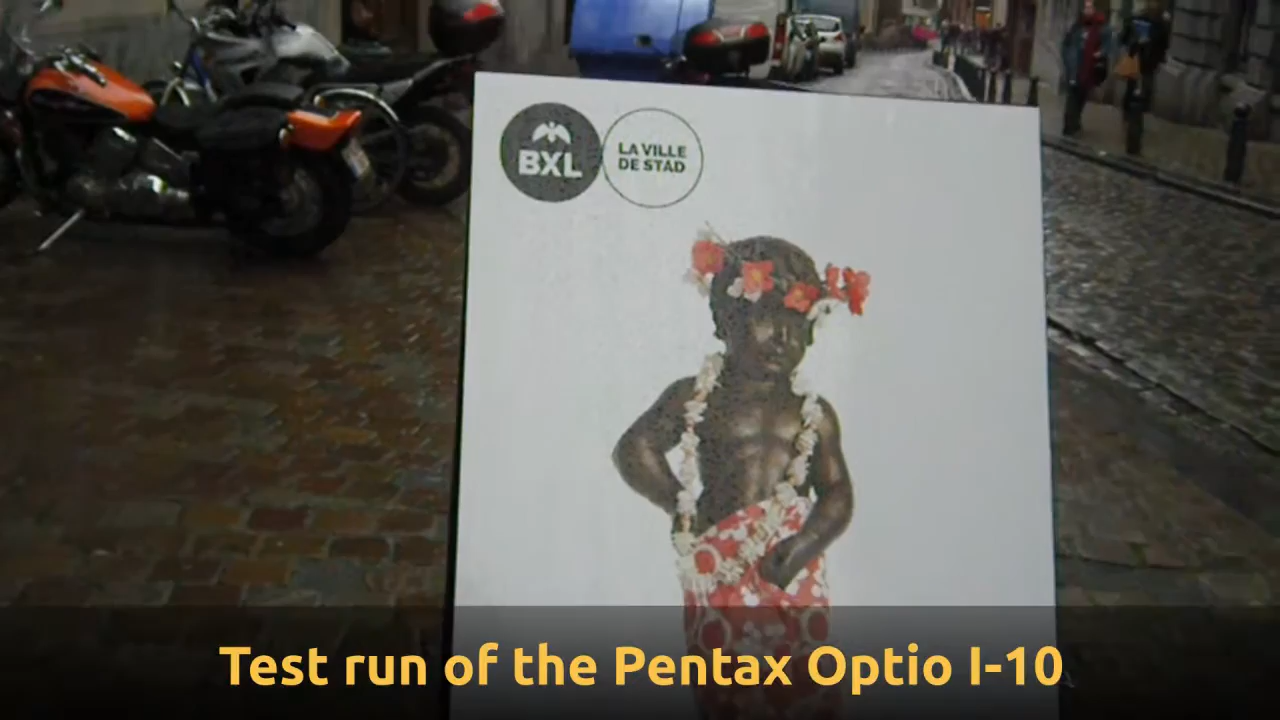 BXL
LA VILLE
DE STAD
Test run of the Pentax Optio I-10